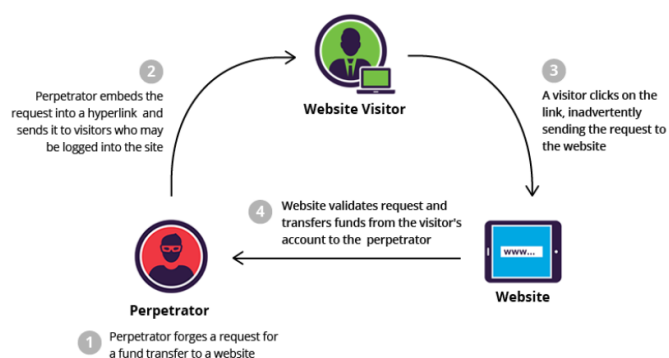 2
Perpetrator embeds the
request into a hyperlink and
sends it to visitors who may
be logged into the site
Website Visitor
3
A visitor clicks on the
link, inadvertently
sending the request to
the website
4
Website validates request and
transfers funds from the visitor's
account to the perpetrator
www...
Website
Perpetrator
1
Perpetrator forges a request for
a fund transfer to a website